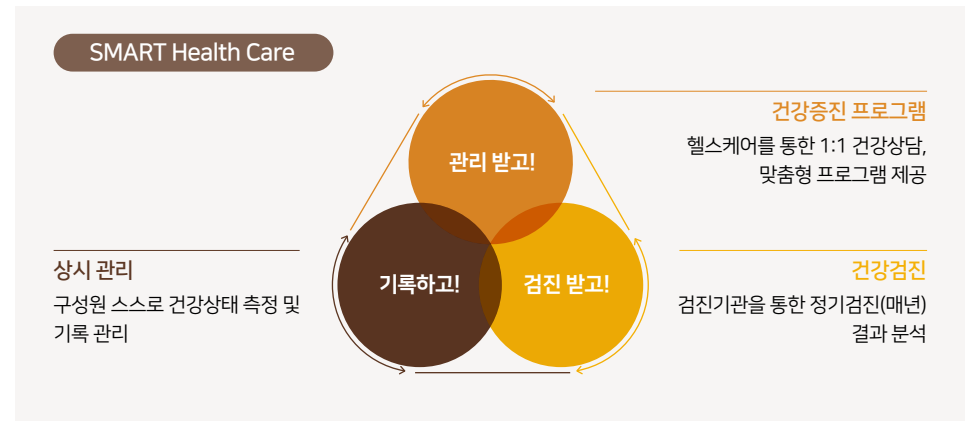 SMART Health Care
건강증진 프로그램
헬스케어를 통한 1:1 건강상담,
맞춤형 프로그램 제공
관리 받고!
상시 관리
구성원 스스로 건강상태 측정 및
기록 관리
기록하고!
검진 받고!
건강검진
검진기관을 통한 정기검진(매년)
결과 분석